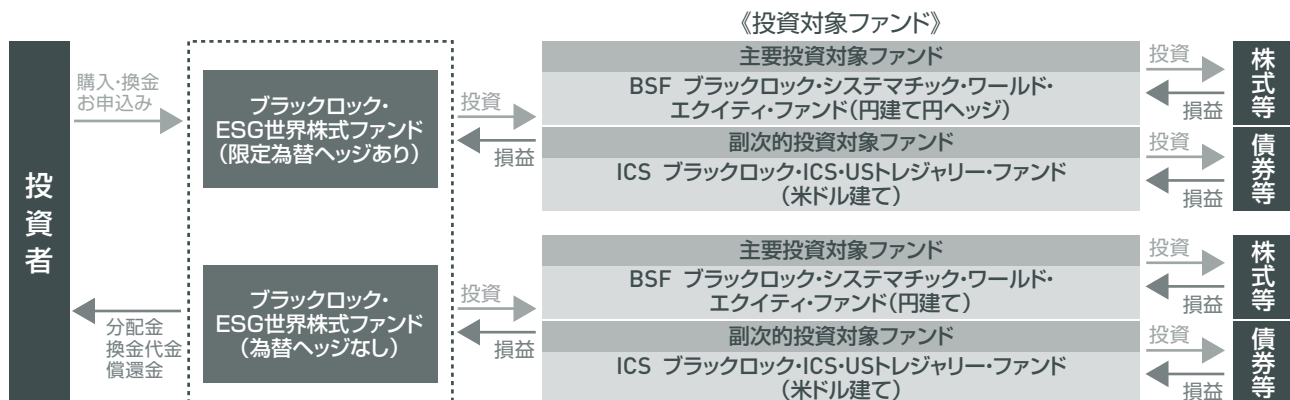 《投資対象ファンド》
投資者
購入・換金
お申込み
分配金
換金代金
償還金
ブラックロック・
ESG世界株式ファンド
(限定為替ヘッジあり)
投資
損益
主要投資対象ファンド
BSF ブラックロック・システマチック・ワールド・
エクイティ・ファンド(円建て円ヘッジ)
投資
損益
株式等
副次的投資対象ファンド
ICS ブラックロック・ICS・USトレジャリー・ファンド
(米ドル建て)
投資
損益
債券等
ブラックロック・
ESG世界株式ファンド
(為替ヘッジなし)
投資
損益
主要投資対象ファンド
BSF ブラックロック・システマチック・ワールド・
エクイティ・ファンド(円建て)
投資
損益
株式等
副次的投資対象ファンド
ICS ブラックロック・ICS・USトレジャリー・ファンド
(米ドル建て)
投資
損益
債券等